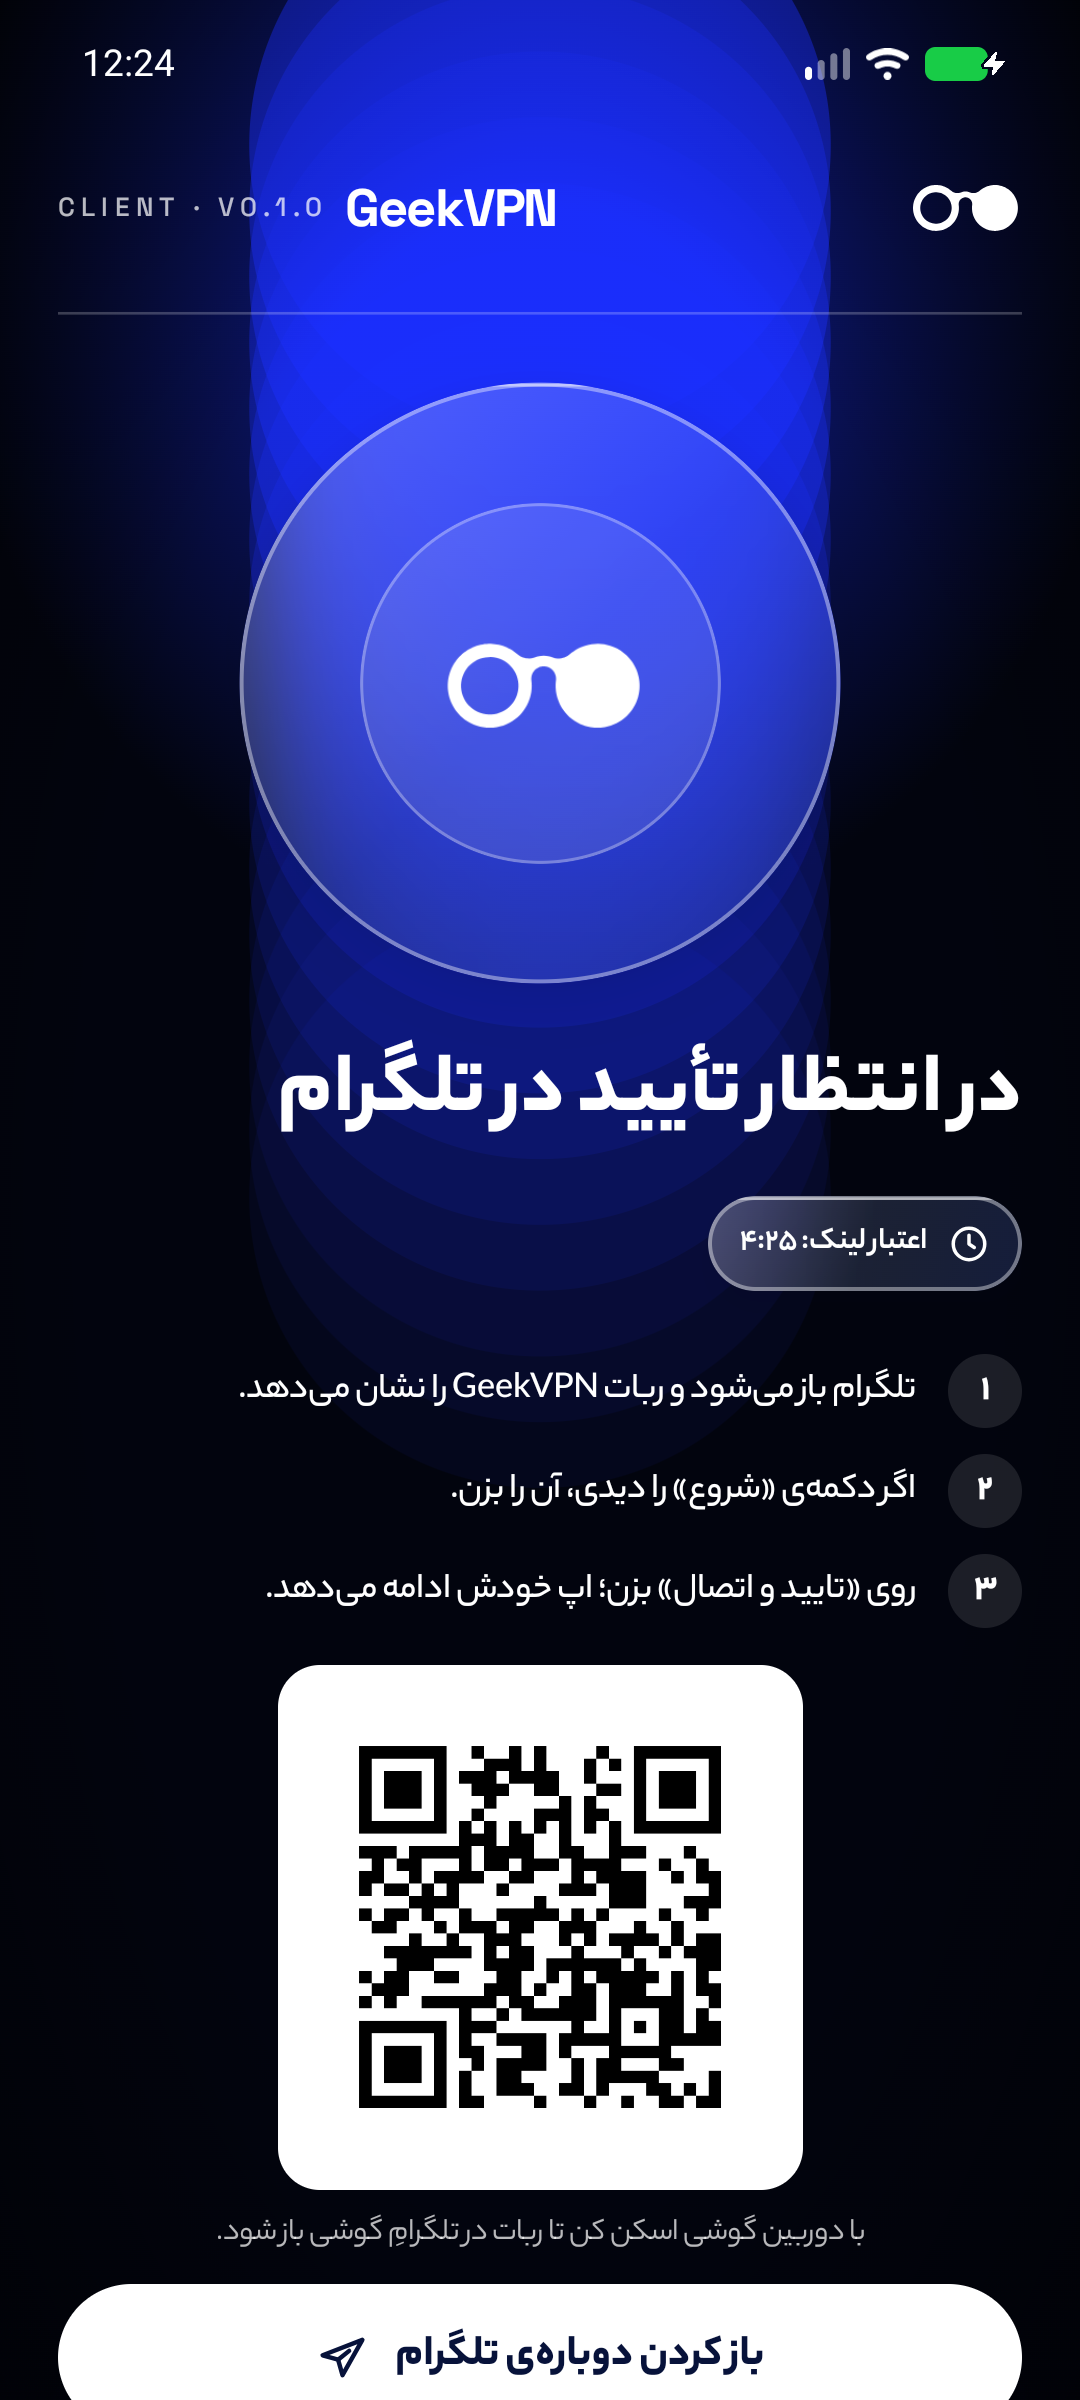 12:24
CLIENT · V0.1.0 GeekVPN
در انتظار تأیید در تلگرام
اعتبار لینک: ۴:۲۵
۱ تلگرام باز می‌شود و ربات GeekVPN را نشان می‌دهد.
۲ اگر دکمه‌ی «شروع» را دیدی، آن را بزن.
۳ روی «تایید و اتصال» بزن؛ اپ خودش ادامه می‌دهد.
با دوربین گوشی اسکن کن تا ربات در تلگرامِ گوشی باز شود.
باز کردن دوباره‌ی تلگرام